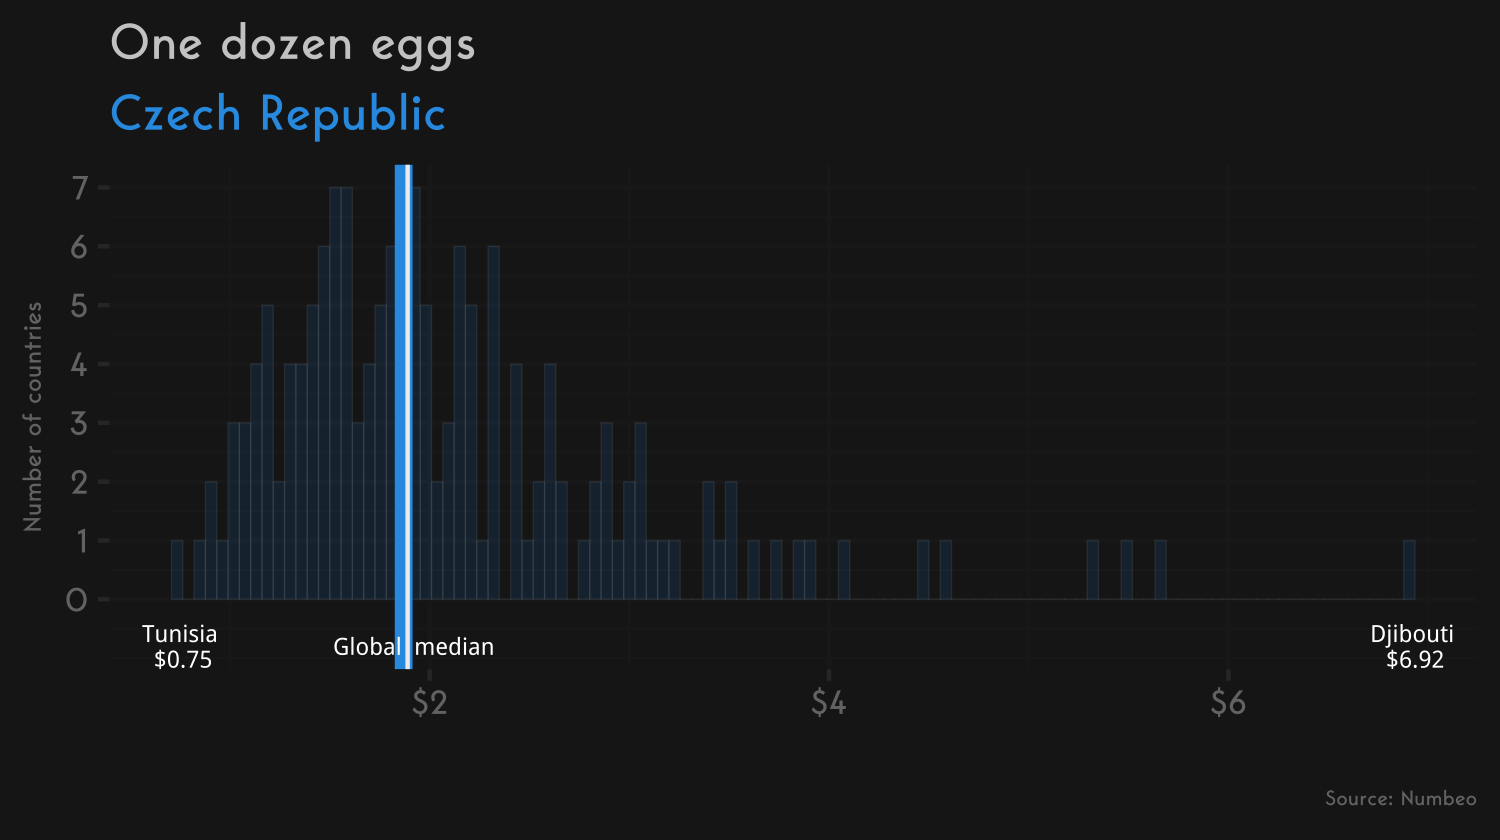 One dozen eggs
Czech Republic
Number of countries
7
6
5
4
3
2
1
0
Tunisia
$0.75
Global median
Djibouti
$6.92
$2
$4
$6
Source: Numbeo